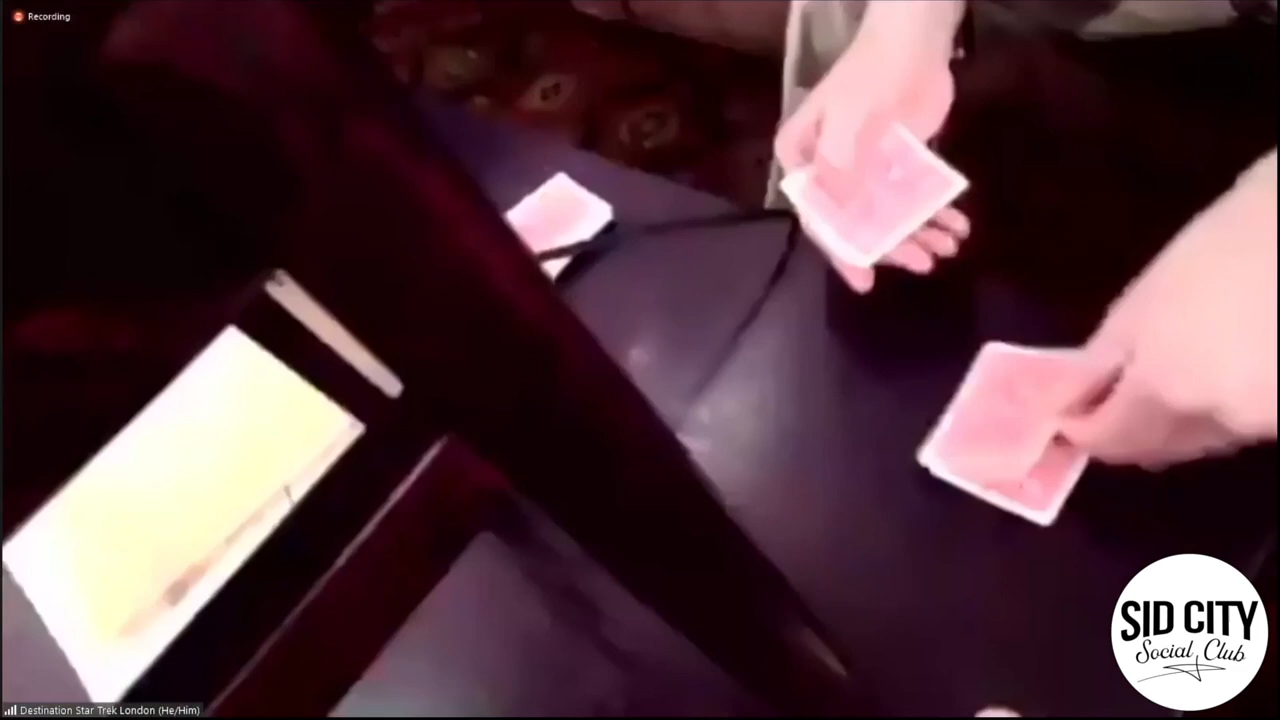 Recording
SID CITY
Social Club
Destination Star Trek London (He/Him)